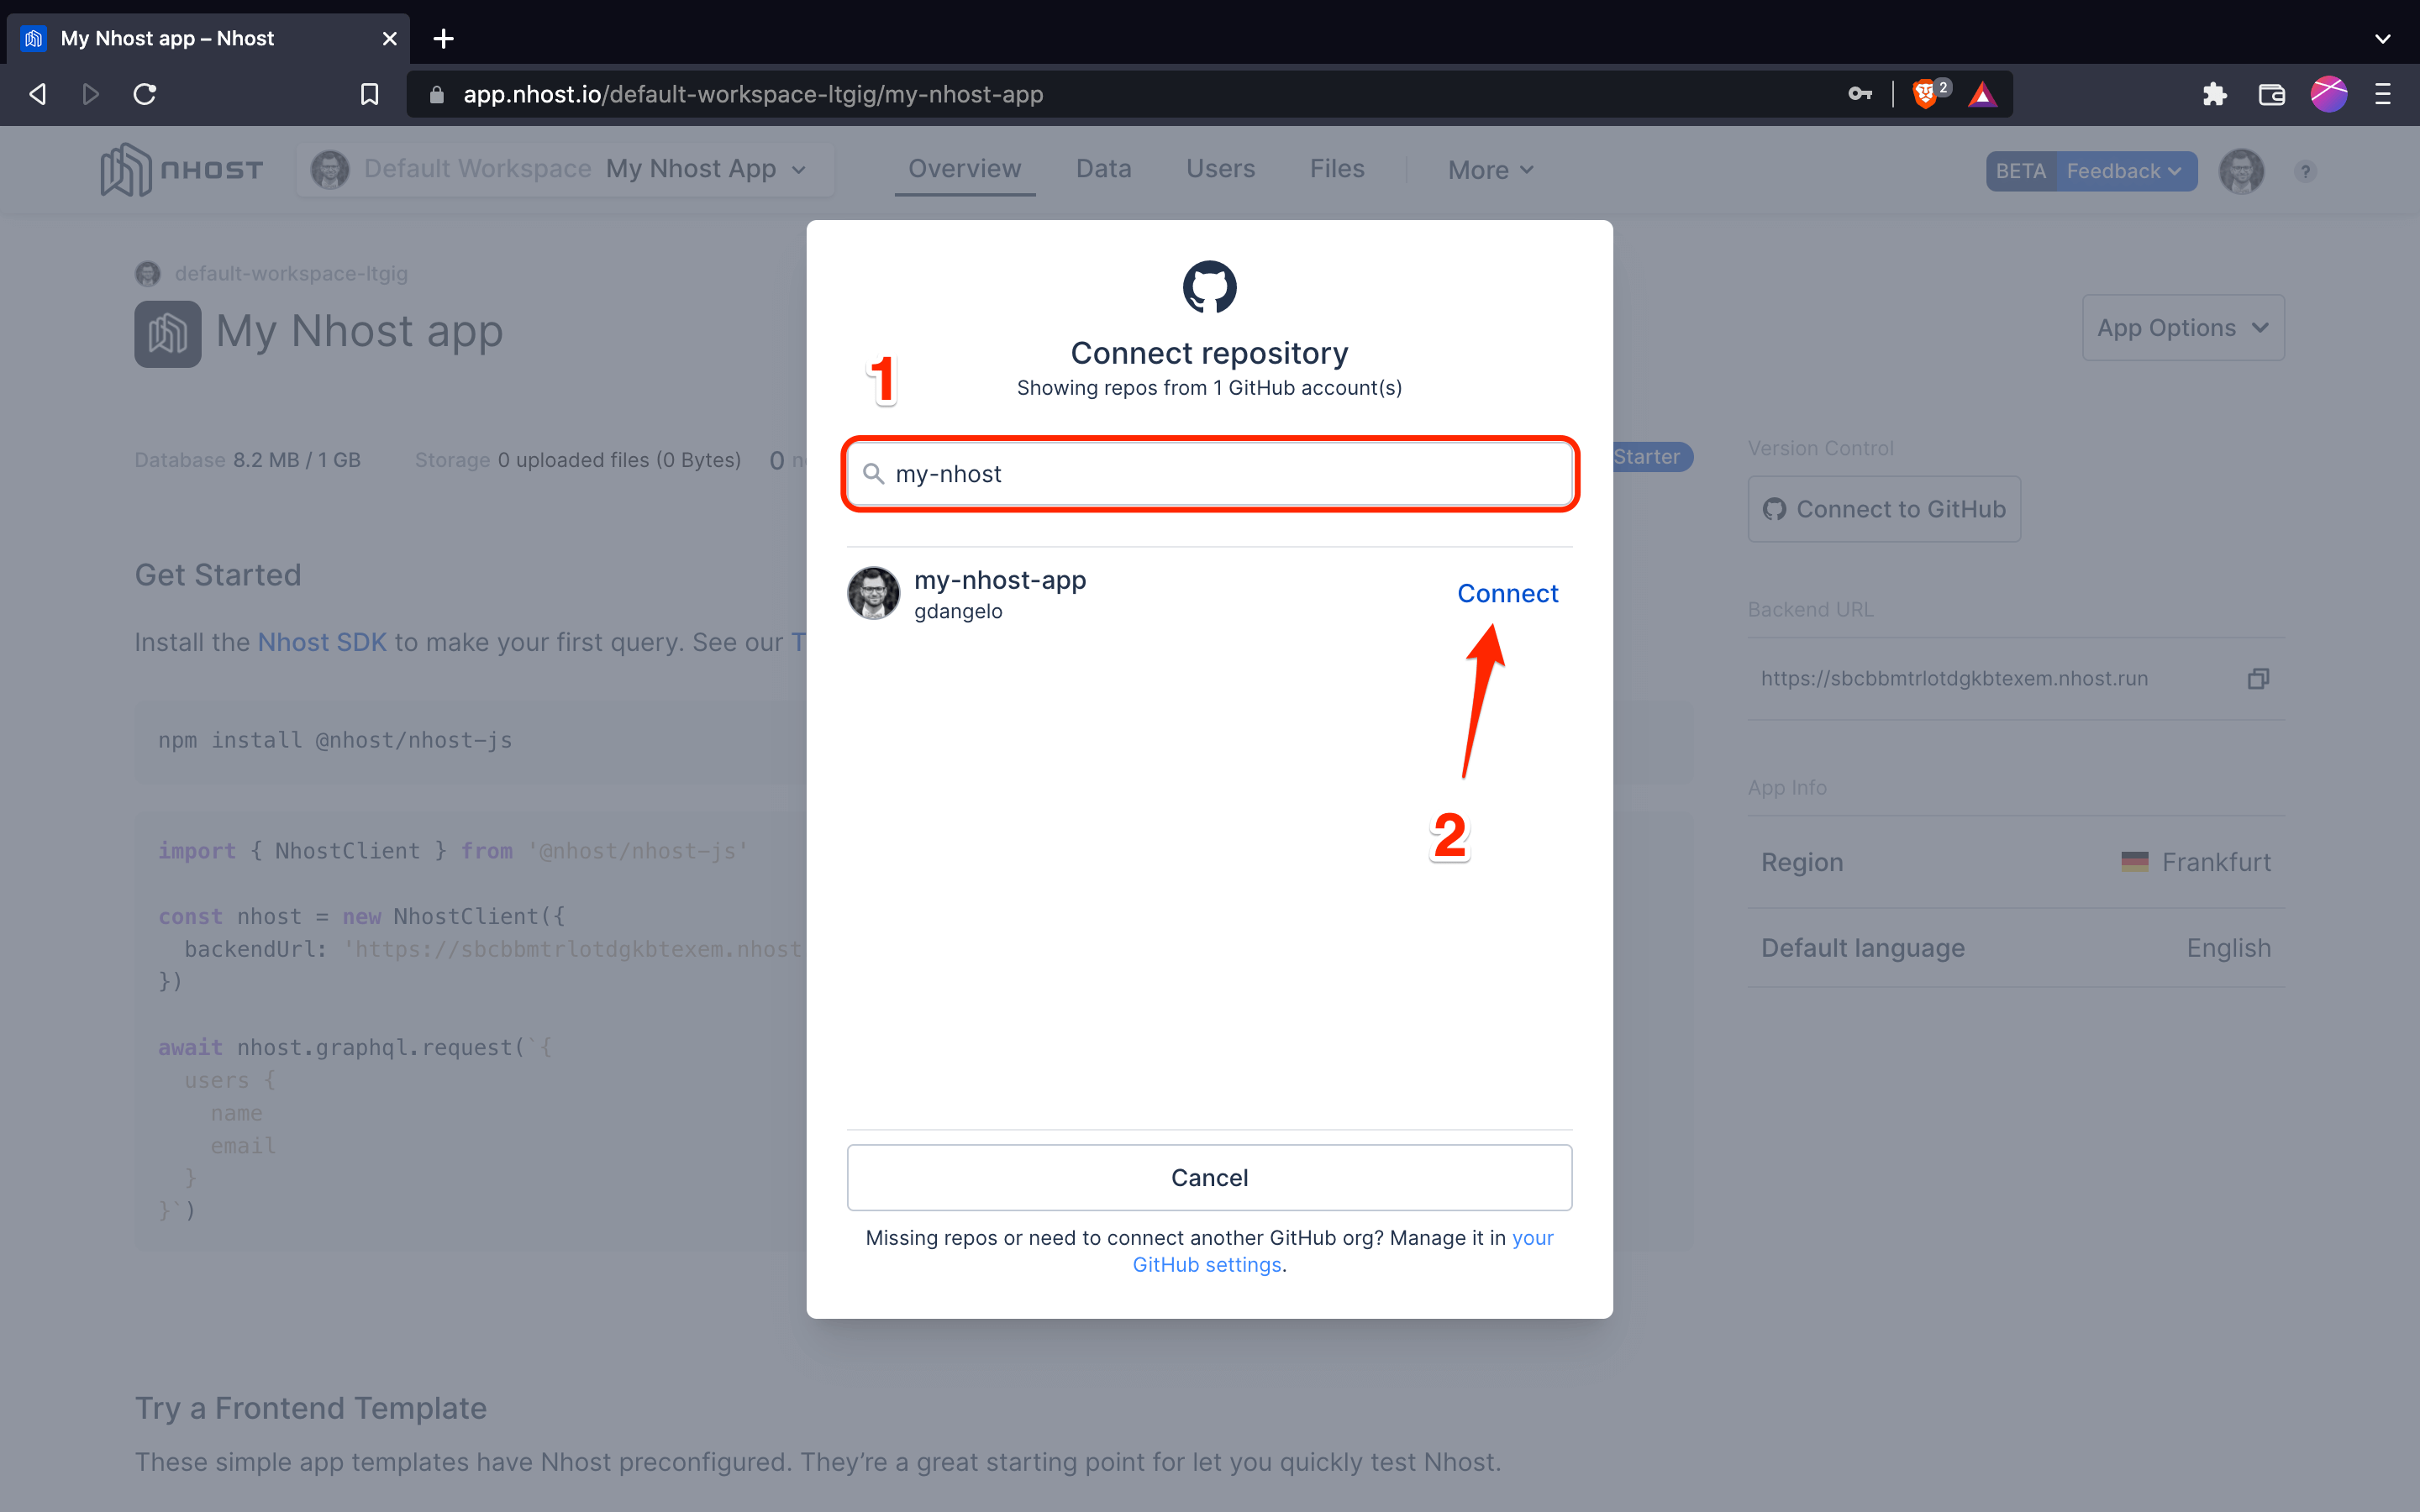 My Nhost app – Nhost
app.nhost.io/default-workspace-ltgig/my-nhost-app
2
nHOST
Default Workspace My Nhost App
Overview
Data
Users
Files
More
BETA Feedback
?
default-workspace-ltgig
My Nhost app
App Options
Database 8.2 MB / 1 GB
Storage 0 uploaded files (0 Bytes)
0
Starter
Get Started
Install the Nhost SDK to make your first query. See our
npm install @nhost/nhost-js
import { NhostClient } from '@nhost/nhost-js'
const nhost = new NhostClient({
backendUrl: 'https://sbcbbmtrlotdgkbtexem.nhost
})
await nhost.graphql.request(`{
users {
name
email
}
}`)
Try a Frontend Template
These simple app templates have Nhost preconfigured. They're a great starting point for let you quickly test Nhost.
Connect repository
Showing repos from 1 GitHub account(s)
1
my-nhost
my-nhost-app
gdangelo
Connect
2
Cancel
Missing repos or need to connect another GitHub org? Manage it in your
GitHub settings.
Version Control
Connect to GitHub
Backend URL
https://sbcbbmtrlotdgkbtexem.nhost.run
App Info
Region
Frankfurt
Default language
English